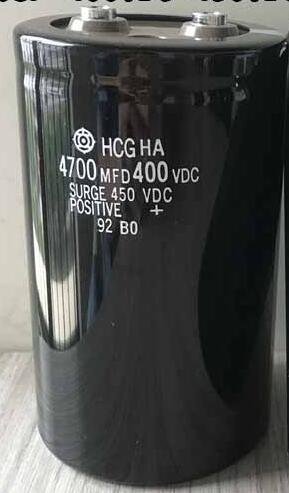 HCG HA
4700 MFD 400 VDC
SURGE 450 VDC
POSITIVE +
92 B0